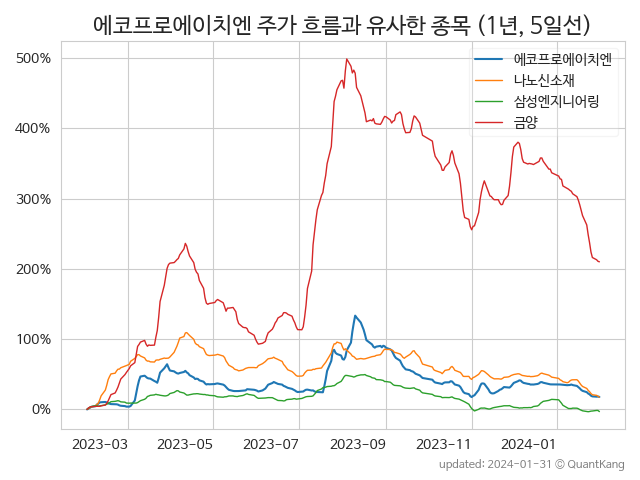 에코프로에이치엔 주가 흐름과 유사한 종목 (1년, 5일선)
에코프로에이치엔
나노신소재
삼성엔지니어링
금양
500%
400%
300%
200%
100%
0%
2023-03 2023-05 2023-07 2023-09 2023-11 2024-01
updated: 2024-01-31 © QuantKang